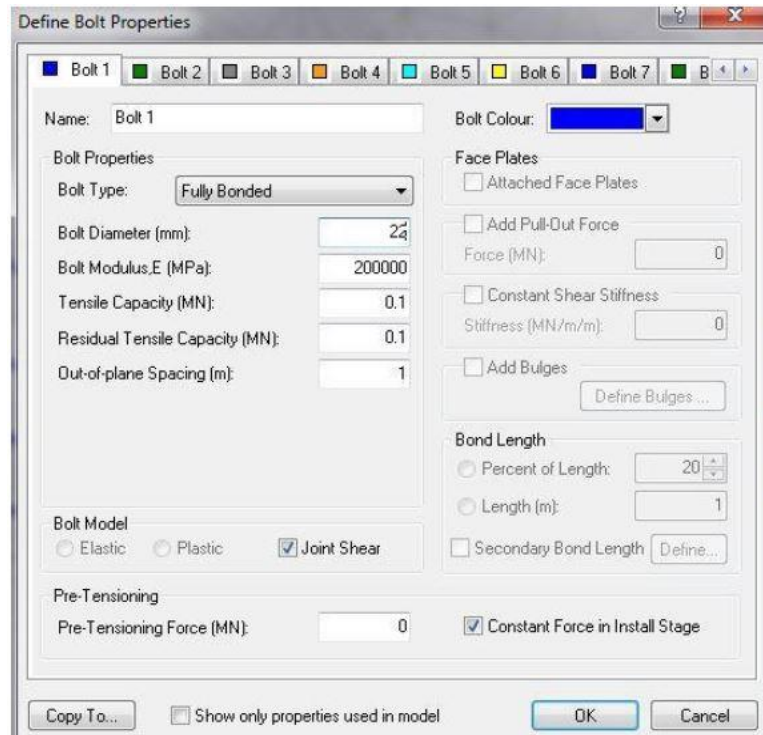 Define Bolt Properties
Bolt 1 Bolt 2 Bolt 3 Bolt 4 Bolt 5 Bolt 6 Bolt 7 B
Name: Bolt 1 Bolt Colour:
Bolt Properties
Bolt Type: Fully Bonded
Bolt Diameter (mm):
Bolt Modulus,E (MPa): 200000
Tensile Capacity (MN): 0.1
Residual Tensile Capacity (MN): 0.1
Out-of-plane Spacing (m): 1
Face Plates
Attached Face Plates
Add Pull-Out Force
Force (MN): 0
Constant Shear Stiffness
Stiffness (MN/m/m): 0
Add Bulges
Define Bulges ...
Bond Length
Percent of Length: 20
Length (m): 1
Secondary Bond Length Define...
Bolt Model
Elastic Plastic Joint Shear
Pre-Tensioning
Pre-Tensioning Force (MN): 0 Constant Force in Install Stage
Copy To... Show only properties used in model OK Cancel